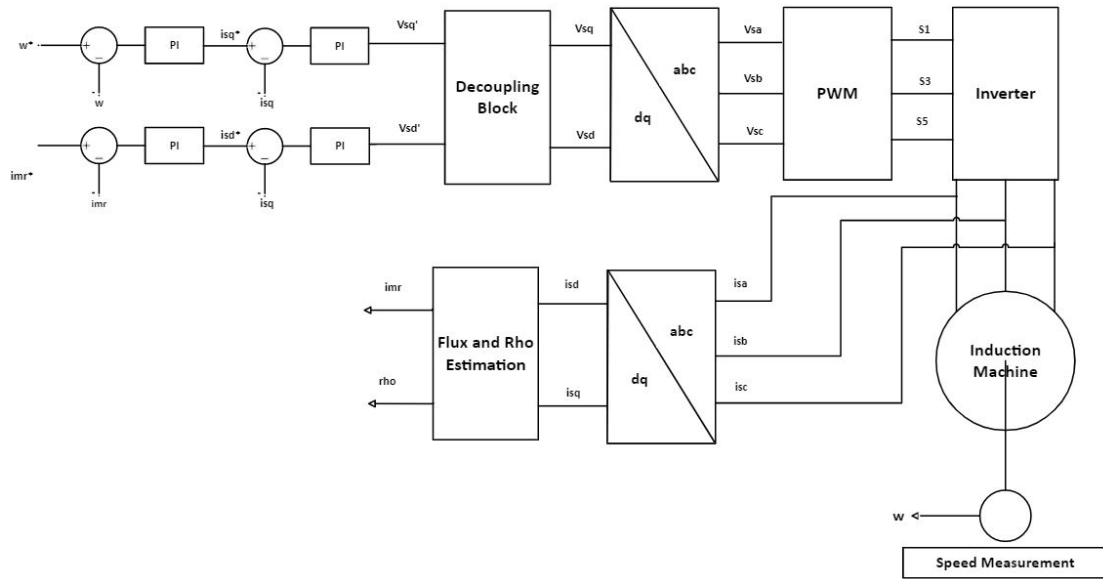 w*
+
−
w
PI
isq*
+
−
isq
PI
Vsq'
Decoupling
Block
Vsq
abc
dq
Vsa
Vsb
Vsc
PWM
S1
S3
S5
Inverter
imr*
+
−
imr
PI
isd*
+
−
isq
PI
Vsd'
Vsd
imr
rho
Flux and Rho
Estimation
isd
isq
abc
dq
isa
isb
isc
Induction
Machine
w
Speed Measurement